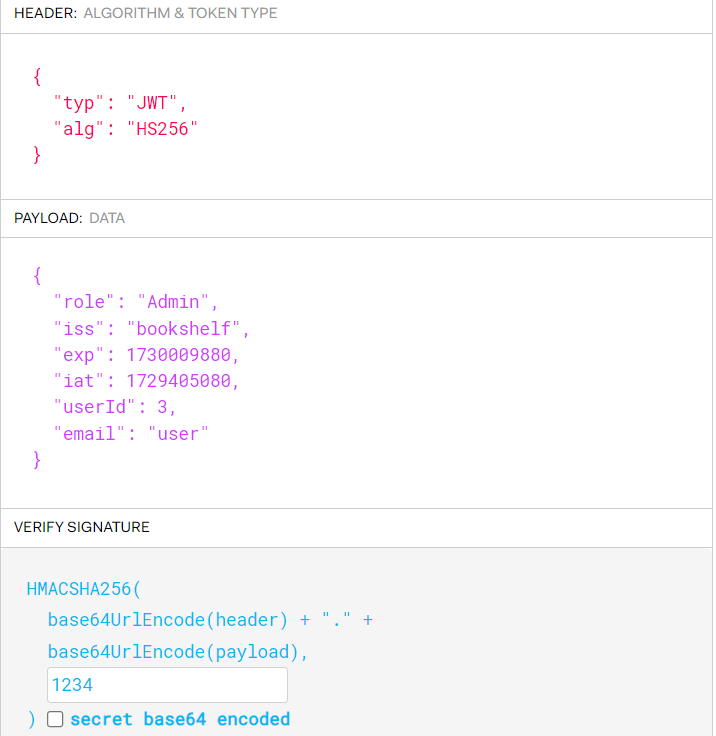 HEADER: ALGORITHM & TOKEN TYPE
{
"typ": "JWT",
"alg": "HS256"
}
PAYLOAD: DATA
{
"role": "Admin",
"iss": "bookshelf",
"exp": 1730009880,
"iat": 1729405080,
"userId": 3,
"email": "user"
}
VERIFY SIGNATURE
HMACSHA256(
base64UrlEncode(header) + "." +
base64UrlEncode(payload),
1234
) secret base64 encoded